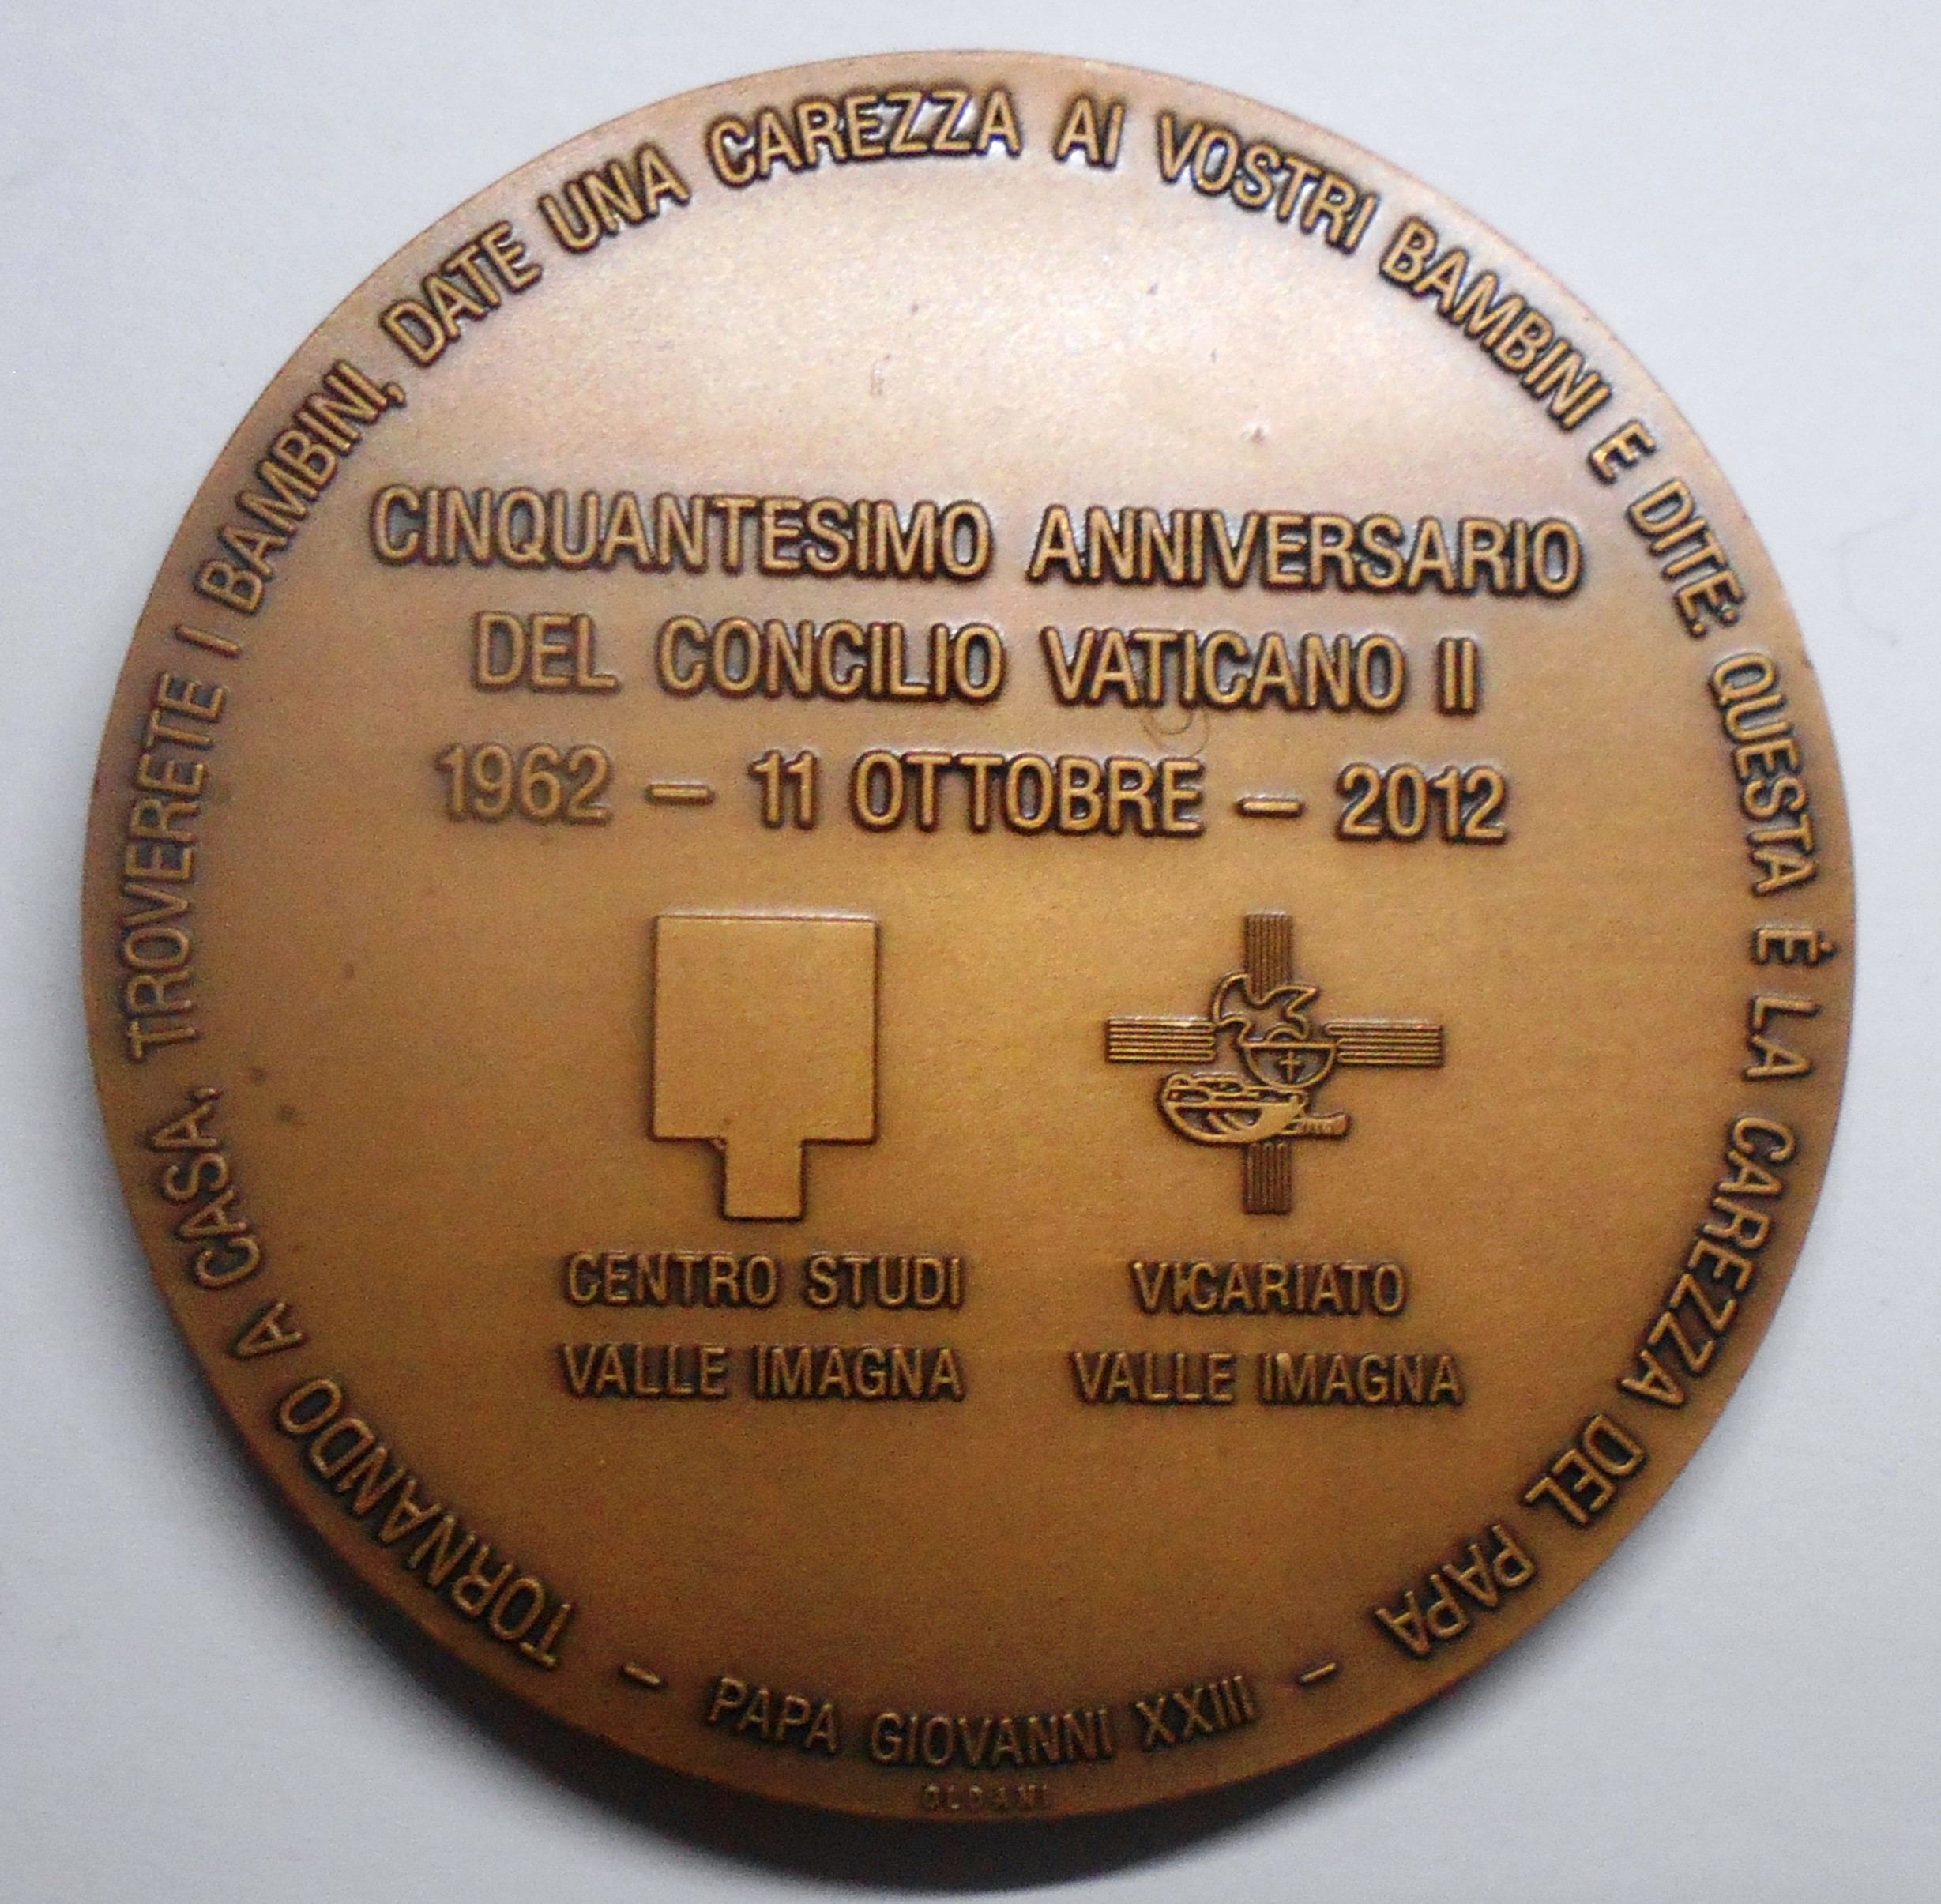 TORNANDO A CASA, TROVERETE I BAMBINI, DATE UNA CAREZZA AI VOSTRI BAMBINI E DITE: QUESTA È LA CAREZZA DEL PAPA
– PAPA GIOVANNI XXIII –
CINQUANTESIMO ANNIVERSARIO
DEL CONCILIO VATICANO II
1962 – 11 OTTOBRE – 2012
CENTRO STUDI
VALLE IMAGNA
VICARIATO
VALLE IMAGNA
OLDANI